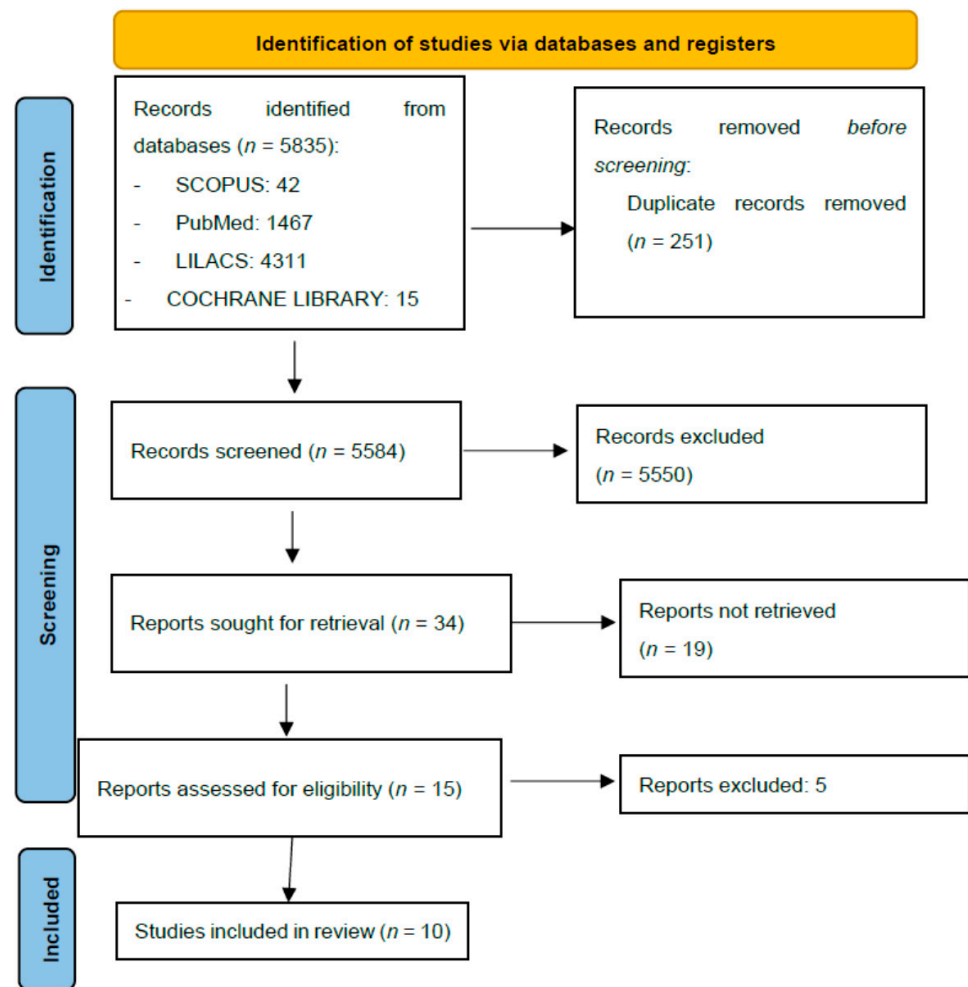 Identification of studies via databases and registers
Identification
Records identified from
databases (n = 5835):
- SCOPUS: 42
- PubMed: 1467
- LILACS: 4311
- COCHRANE LIBRARY: 15
Records removed before
screening:
Duplicate records removed
(n = 251)
Screening
Records screened (n = 5584)
Records excluded
(n = 5550)
Reports sought for retrieval (n = 34)
Reports not retrieved
(n = 19)
Reports assessed for eligibility (n = 15)
Reports excluded: 5
Included
Studies included in review (n = 10)